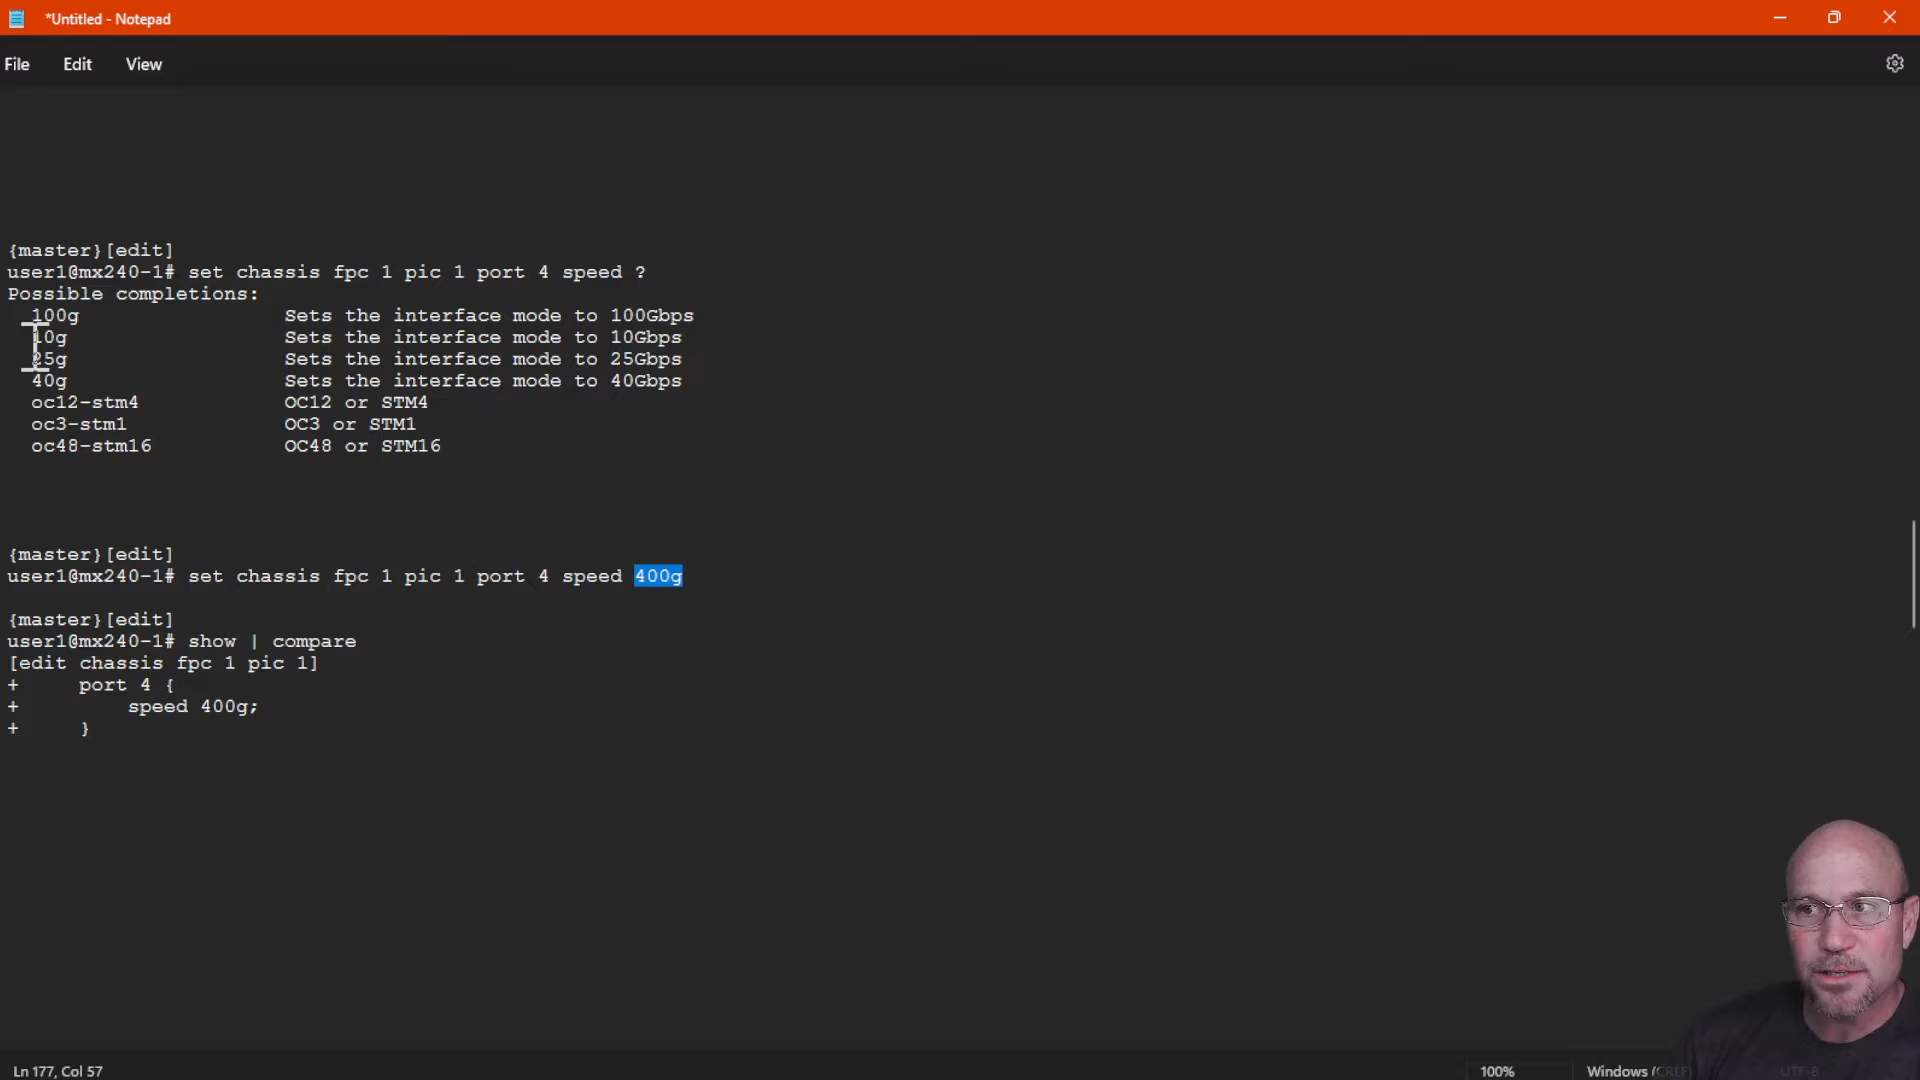 *Untitled - Notepad
File Edit View
{master}[edit]
user1@mx240-1# set chassis fpc 1 pic 1 port 4 speed ?
Possible completions:
100g Sets the interface mode to 100Gbps
10g Sets the interface mode to 10Gbps
25g Sets the interface mode to 25Gbps
40g Sets the interface mode to 40Gbps
oc12-stm4 OC12 or STM4
oc3-stm1 OC3 or STM1
oc48-stm16 OC48 or STM16
{master}[edit]
user1@mx240-1# set chassis fpc 1 pic 1 port 4 speed 400g
{master}[edit]
user1@mx240-1# show | compare
[edit chassis fpc 1 pic 1]
+ port 4 {
+ speed 400g;
+ }
Ln 177, Col 57 100% Windows (CRLF) UTF-8